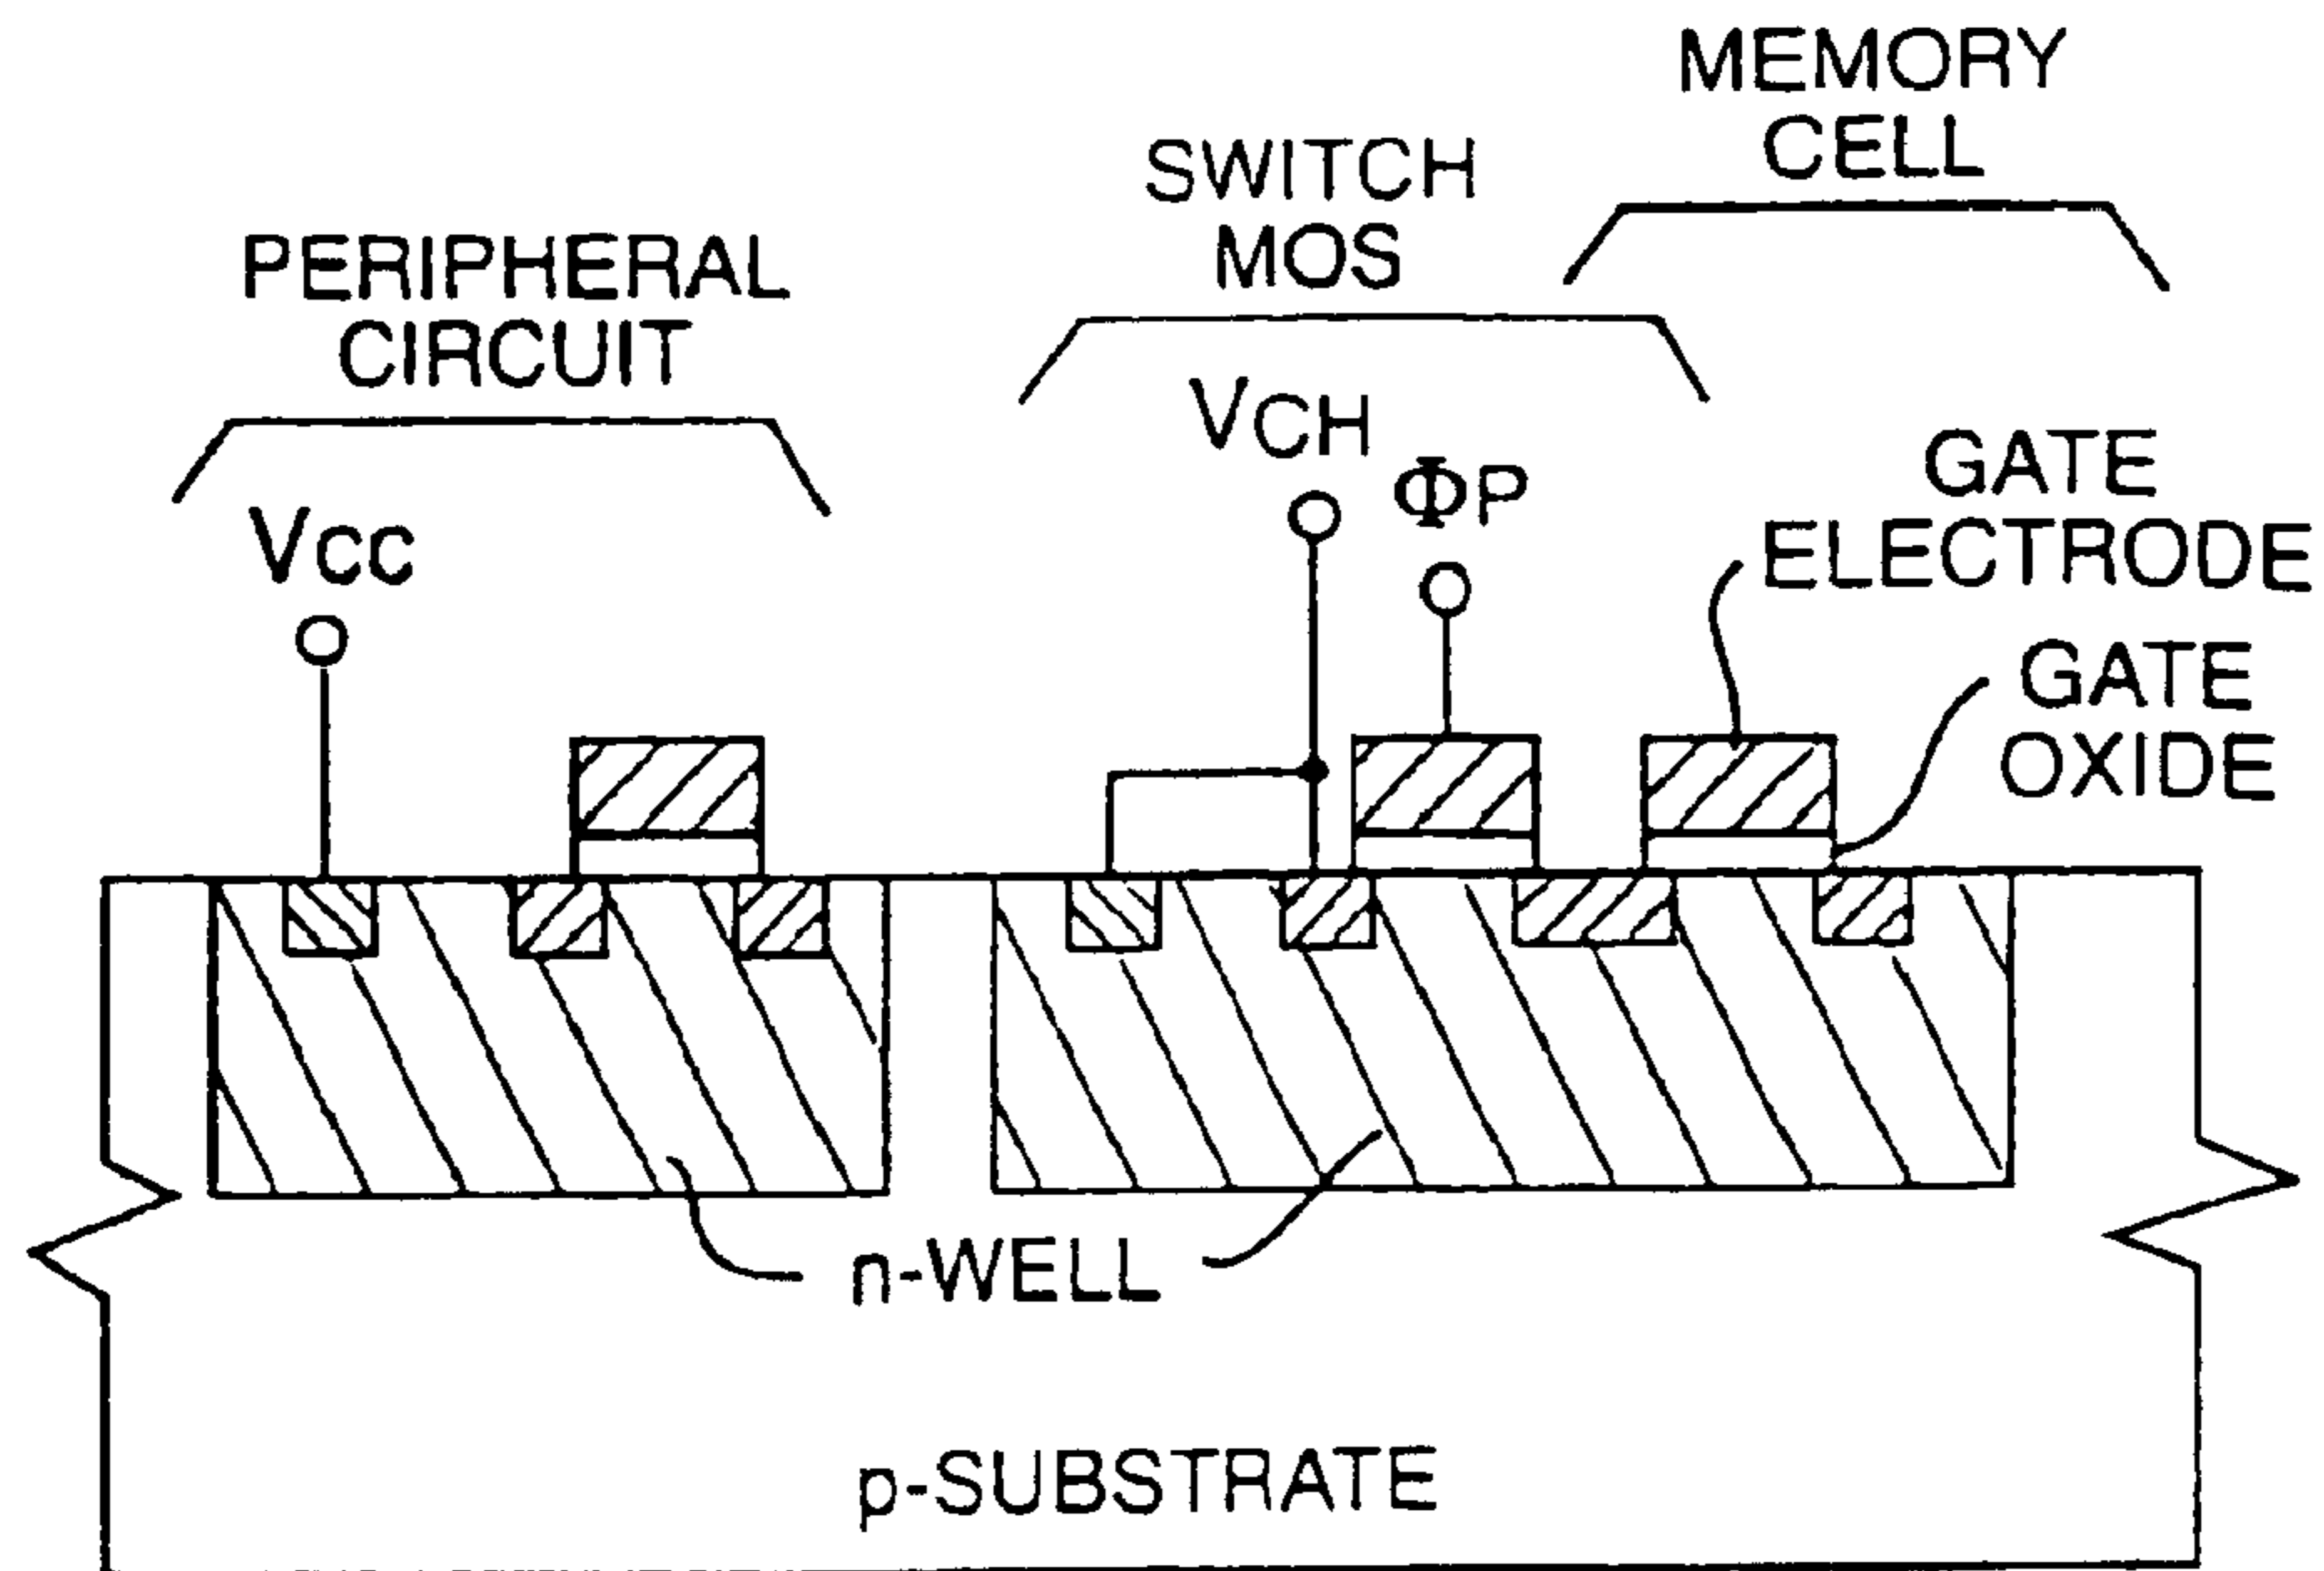 MEMORY
CELL
SWITCH
MOS
PERIPHERAL
CIRCUIT
VCH
ΦP
GATE
ELECTRODE
VCC
GATE
OXIDE
n-WELL
p-SUBSTRATE